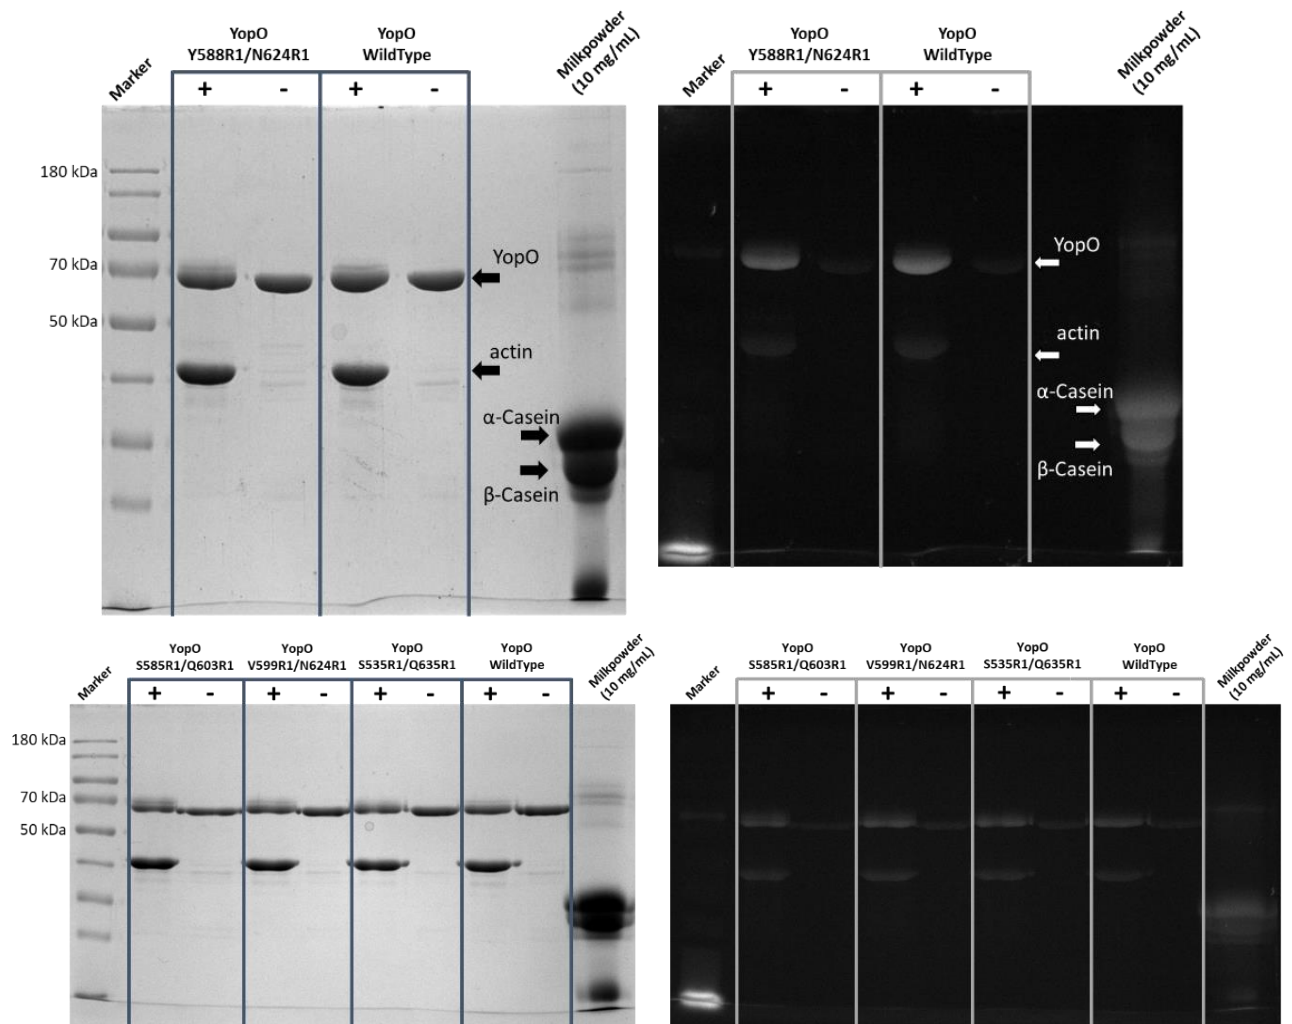 YopO
Y588R1/N624R1
YopO
WildType
Marker
+
-
+
-
Milkpowder
(10 mg/mL)
180 kDa
70 kDa
50 kDa
YopO
actin
α-Casein
β-Casein
YopO
Y588R1/N624R1
YopO
WildType
Marker
+
-
+
-
Milkpowder
(10 mg/mL)
YopO
actin
α-Casein
β-Casein
YopO
S585R1/Q603R1
YopO
V599R1/N624R1
YopO
S535R1/Q635R1
YopO
WildType
Marker
+
-
+
-
+
-
+
-
Milkpowder
(10 mg/mL)
180 kDa
70 kDa
50 kDa
YopO
S585R1/Q603R1
YopO
V599R1/N624R1
YopO
S535R1/Q635R1
YopO
WildType
Marker
+
-
+
-
+
-
+
-
Milkpowder
(10 mg/mL)